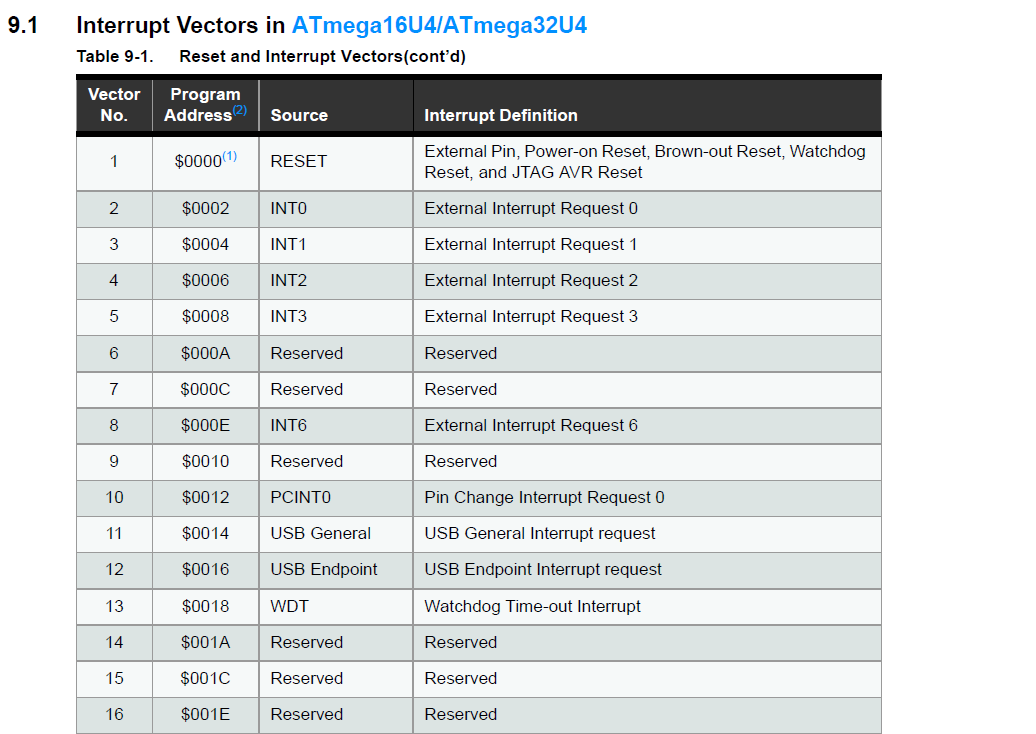 9.1 Interrupt Vectors in ATmega16U4/ATmega32U4
Table 9-1. Reset and Interrupt Vectors(cont’d)
Vector No. Program Address(2) Source Interrupt Definition
1 $0000(1) RESET External Pin, Power-on Reset, Brown-out Reset, Watchdog
Reset, and JTAG AVR Reset
2 $0002 INT0 External Interrupt Request 0
3 $0004 INT1 External Interrupt Request 1
4 $0006 INT2 External Interrupt Request 2
5 $0008 INT3 External Interrupt Request 3
6 $000A Reserved Reserved
7 $000C Reserved Reserved
8 $000E INT6 External Interrupt Request 6
9 $0010 Reserved Reserved
10 $0012 PCINT0 Pin Change Interrupt Request 0
11 $0014 USB General USB General Interrupt request
12 $0016 USB Endpoint USB Endpoint Interrupt request
13 $0018 WDT Watchdog Time-out Interrupt
14 $001A Reserved Reserved
15 $001C Reserved Reserved
16 $001E Reserved Reserved